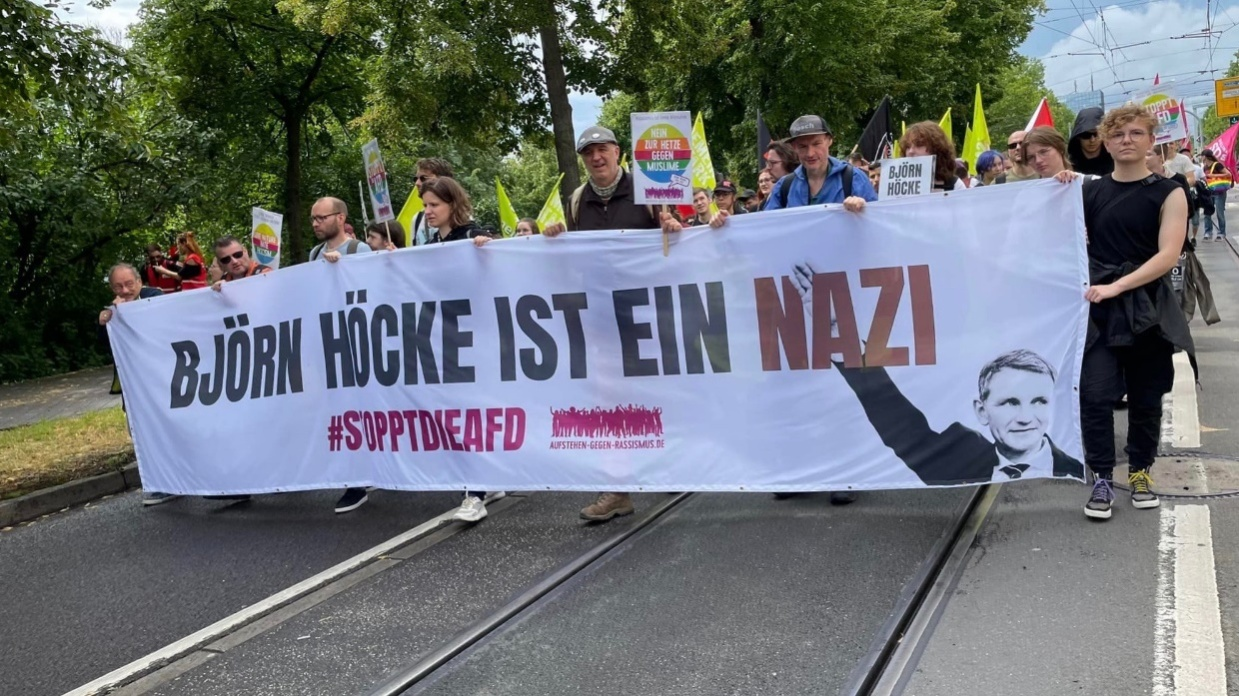 BJÖRN HÖCKE IST EIN NAZI
#STOPPTDIEAFD
AUFSTEHEN-GEGEN-RASSISMUS.DE
NEIN
ZUR HETZE
GEGEN
MUSLIME
BJÖRN
HÖCKE